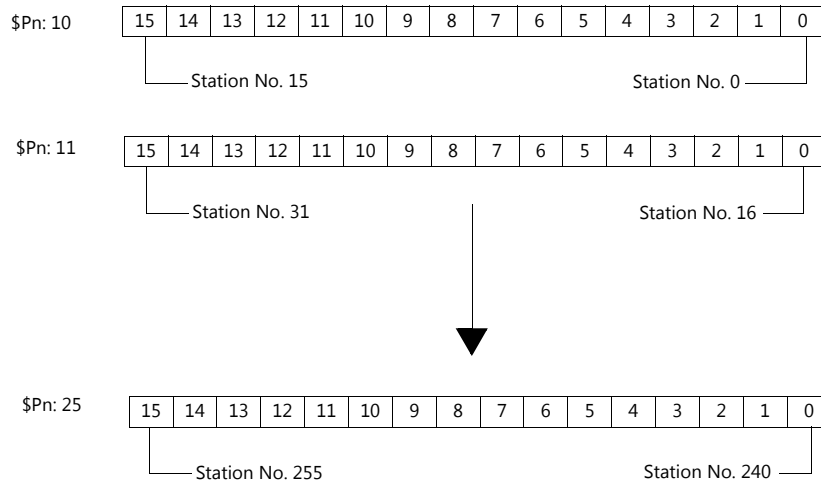 $Pn: 10 15 14 13 12 11 10 9 8 7 6 5 4 3 2 1 0
Station No. 15 Station No. 0
$Pn: 11 15 14 13 12 11 10 9 8 7 6 5 4 3 2 1 0
Station No. 31 Station No. 16
$Pn: 25 15 14 13 12 11 10 9 8 7 6 5 4 3 2 1 0
Station No. 255 Station No. 240